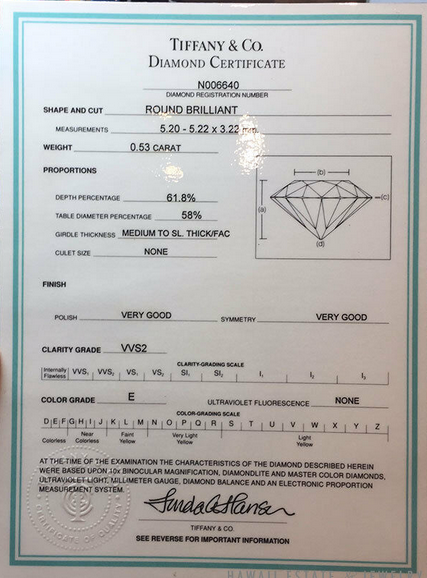 TIFFANY & CO.
DIAMOND CERTIFICATE
N006640
DIAMOND REGISTRATION NUMBER
SHAPE AND CUT ROUND BRILLIANT
MEASUREMENTS 5.20 - 5.22 x 3.22 mm.
WEIGHT 0.53 CARAT
PROPORTIONS
DEPTH PERCENTAGE 61.8%
TABLE DIAMETER PERCENTAGE 58%
GIRDLE THICKNESS MEDIUM TO SL. THICK/FAC
CULET SIZE NONE
(b)
(a)
(c)
(d)
FINISH
POLISH VERY GOOD SYMMETRY VERY GOOD
CLARITY GRADE VVS2
CLARITY-GRADING SCALE
Internally Flawless VVS₁ VVS₂ VS₁ VS₂ SI₁ SI₂ I₁ I₂ I₃
COLOR GRADE E ULTRAVIOLET FLUORESCENCE NONE
COLOR-GRADING SCALE
D E F G H I J K L M N O P Q R S T U V W X Y Z
Colorless Near Colorless Faint Yellow Very Light Yellow Light Yellow
AT THE TIME OF THE EXAMINATION THE CHARACTERISTICS OF THE DIAMOND DESCRIBED HEREIN
WERE BASED UPON 10x BINOCULAR MAGNIFICATION, DIAMONDLITE AND MASTER COLOR DIAMONDS,
ULTRAVIOLET LIGHT, MILLIMETER GAUGE, DIAMOND BALANCE AND AN ELECTRONIC PROPORTION
MEASUREMENT SYSTEM.
TIFFANY & CO.
SEE REVERSE FOR IMPORTANT INFORMATION